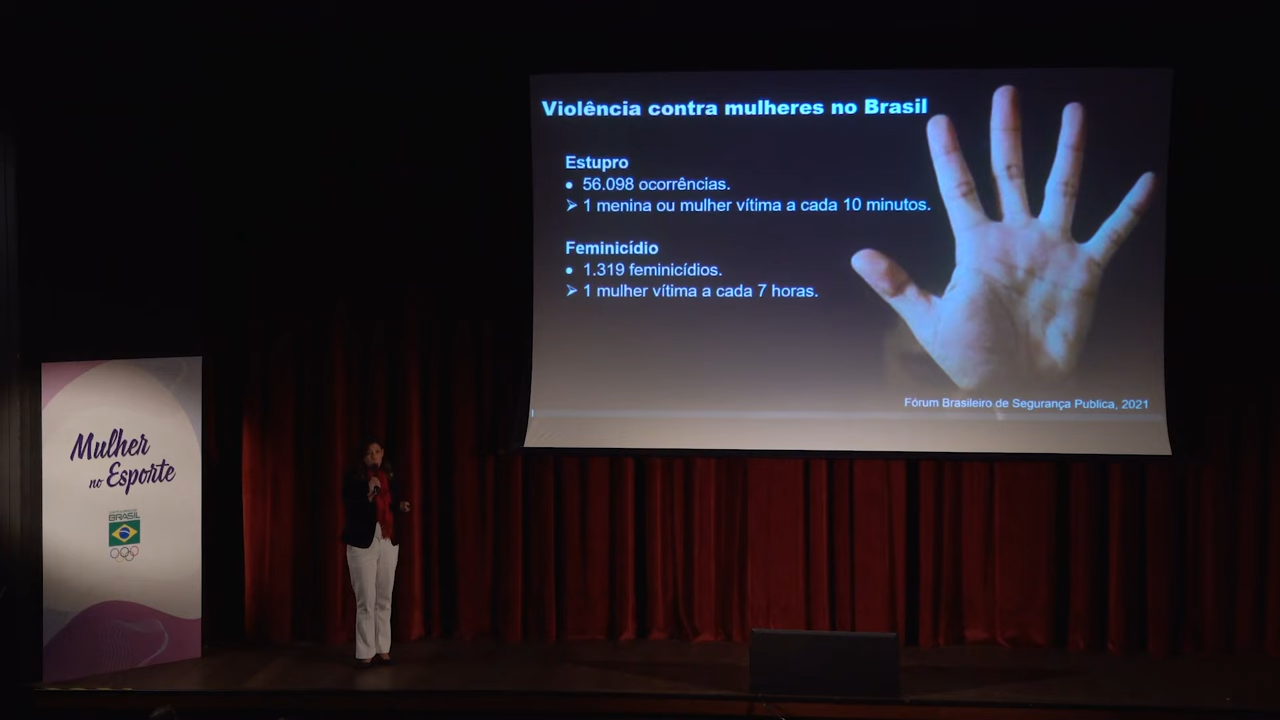 Violência contra mulheres no Brasil
Estupro
• 56.098 ocorrências.
➢ 1 menina ou mulher vítima a cada 10 minutos.
Feminicídio
• 1.319 feminicídios.
➢ 1 mulher vítima a cada 7 horas.
Fórum Brasileiro de Segurança Publica, 2021
Mulher
no Esporte
BRASIL